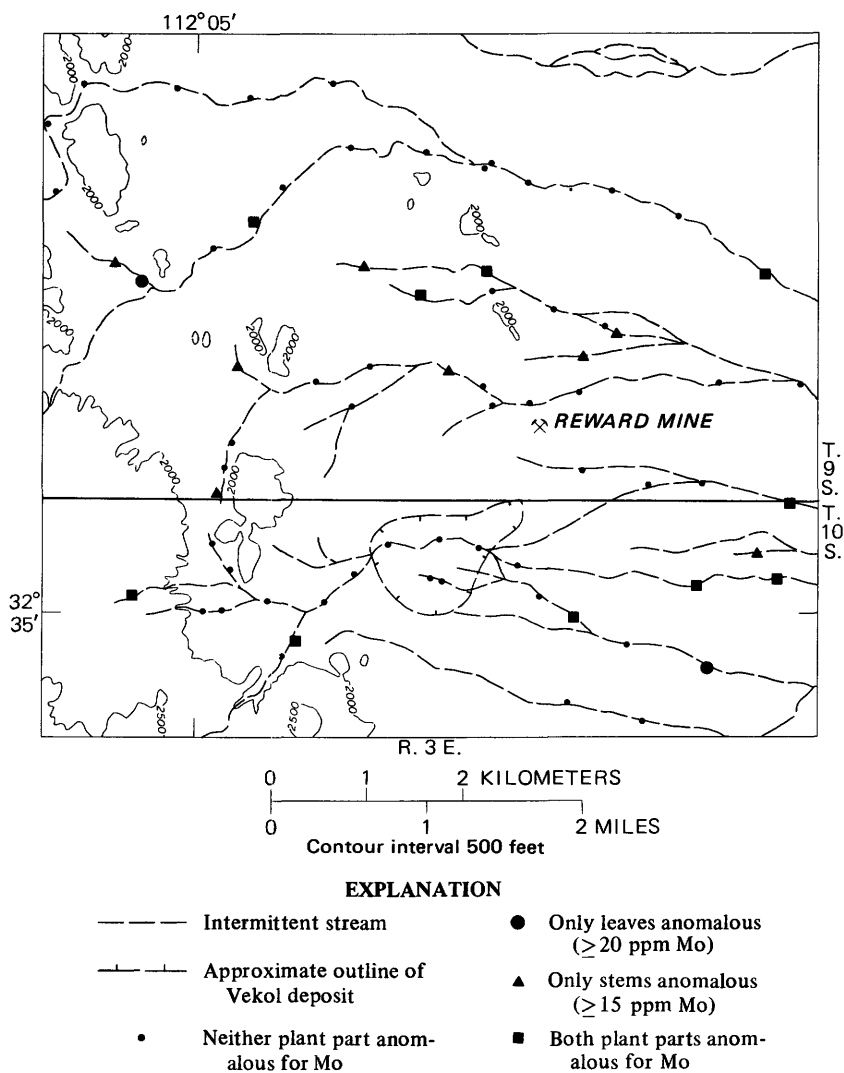 112°05′
2000
2000
2000
2000
2000
2000
2000
2000
2000
REWARD MINE
2000
2000
T.
9
S.
T.
10
S.
32°
35′
2500
2500
2000
R. 3 E.
0 1 2 KILOMETERS
0 1 2 MILES
Contour interval 500 feet
EXPLANATION
Intermittent stream
Approximate outline of
Vekol deposit
Neither plant part anom-
alous for Mo
Only leaves anomalous
(≥20 ppm Mo)
Only stems anomalous
(≥15 ppm Mo)
Both plant parts anom-
alous for Mo